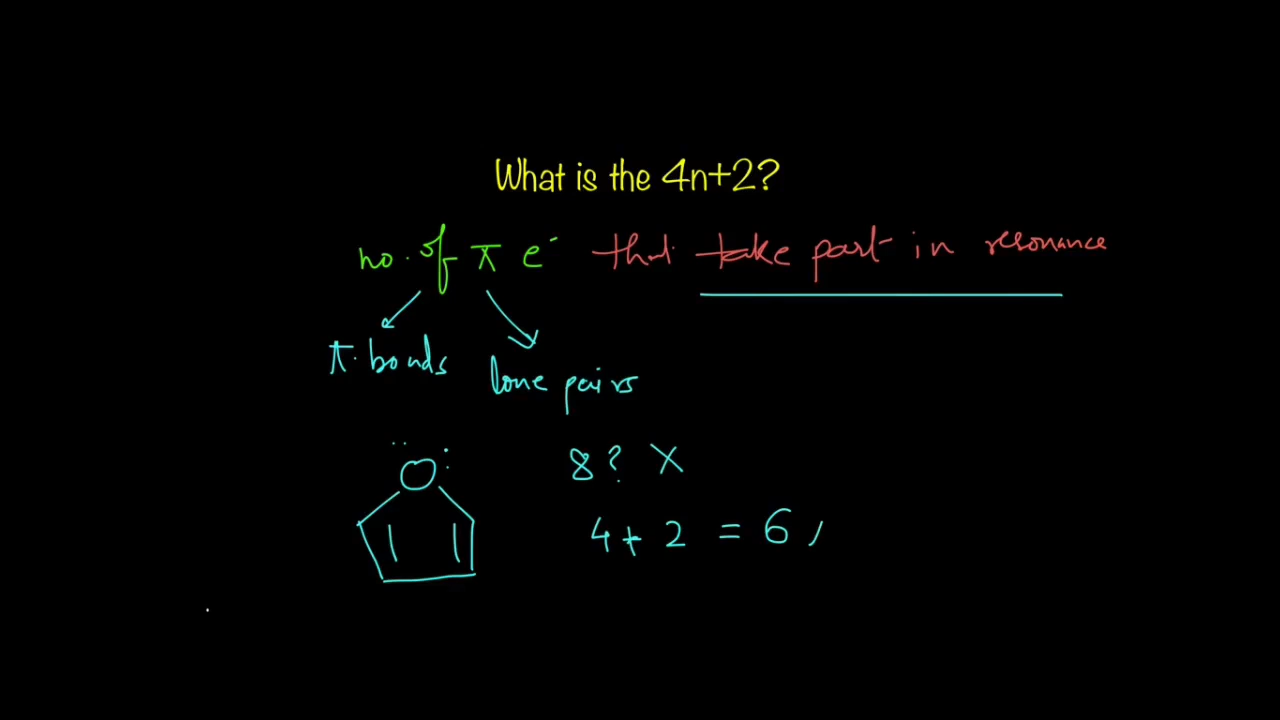 What is the 4n+2?
no. of π e⁻ that take part in resonance
π bonds
lone pairs
O
8? X
4+2 = 6